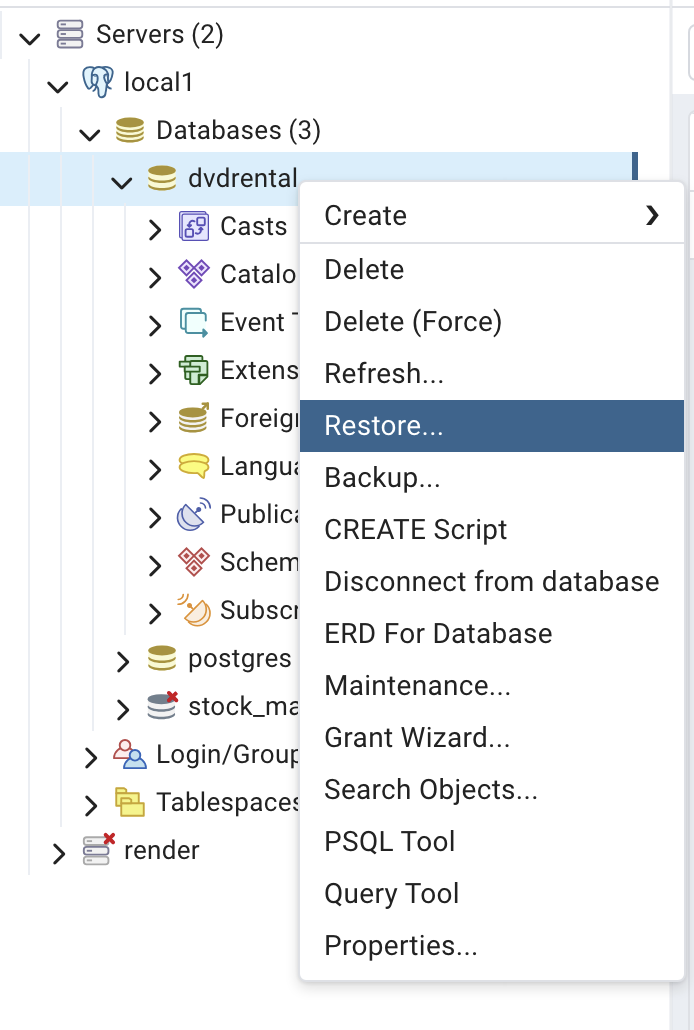 Servers (2)
local1
Databases (3)
dvdrental
Casts
Catalo
Event T
Extens
Foreig
Langua
Publica
Schem
Subscr
postgres
stock_ma
Login/Group
Tablespaces
render
Create
Delete
Delete (Force)
Refresh...
Restore...
Backup...
CREATE Script
Disconnect from database
ERD For Database
Maintenance...
Grant Wizard...
Search Objects...
PSQL Tool
Query Tool
Properties...